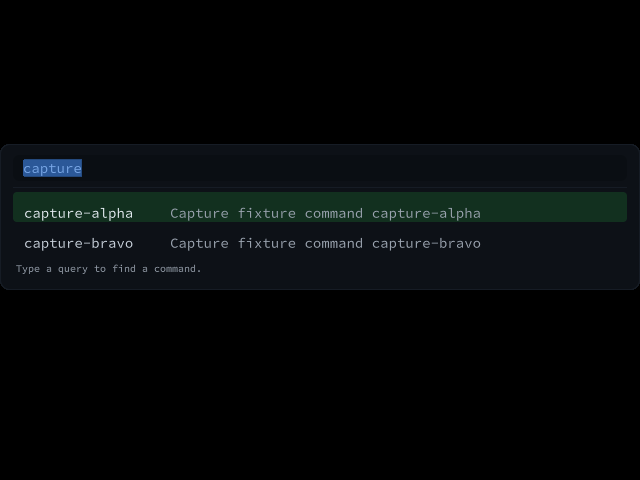 capture
capture-alpha Capture fixture command capture-alpha
capture-bravo Capture fixture command capture-bravo
Type a query to find a command.